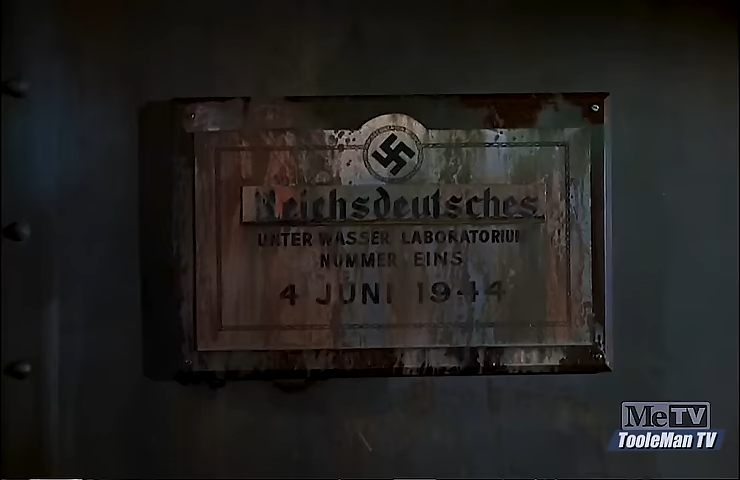 Reichsdeutsches.
UNTER WASSER LABORATORIUM
NUMMER EINS
4 JUNI 1944
MeTV
TooleMan TV